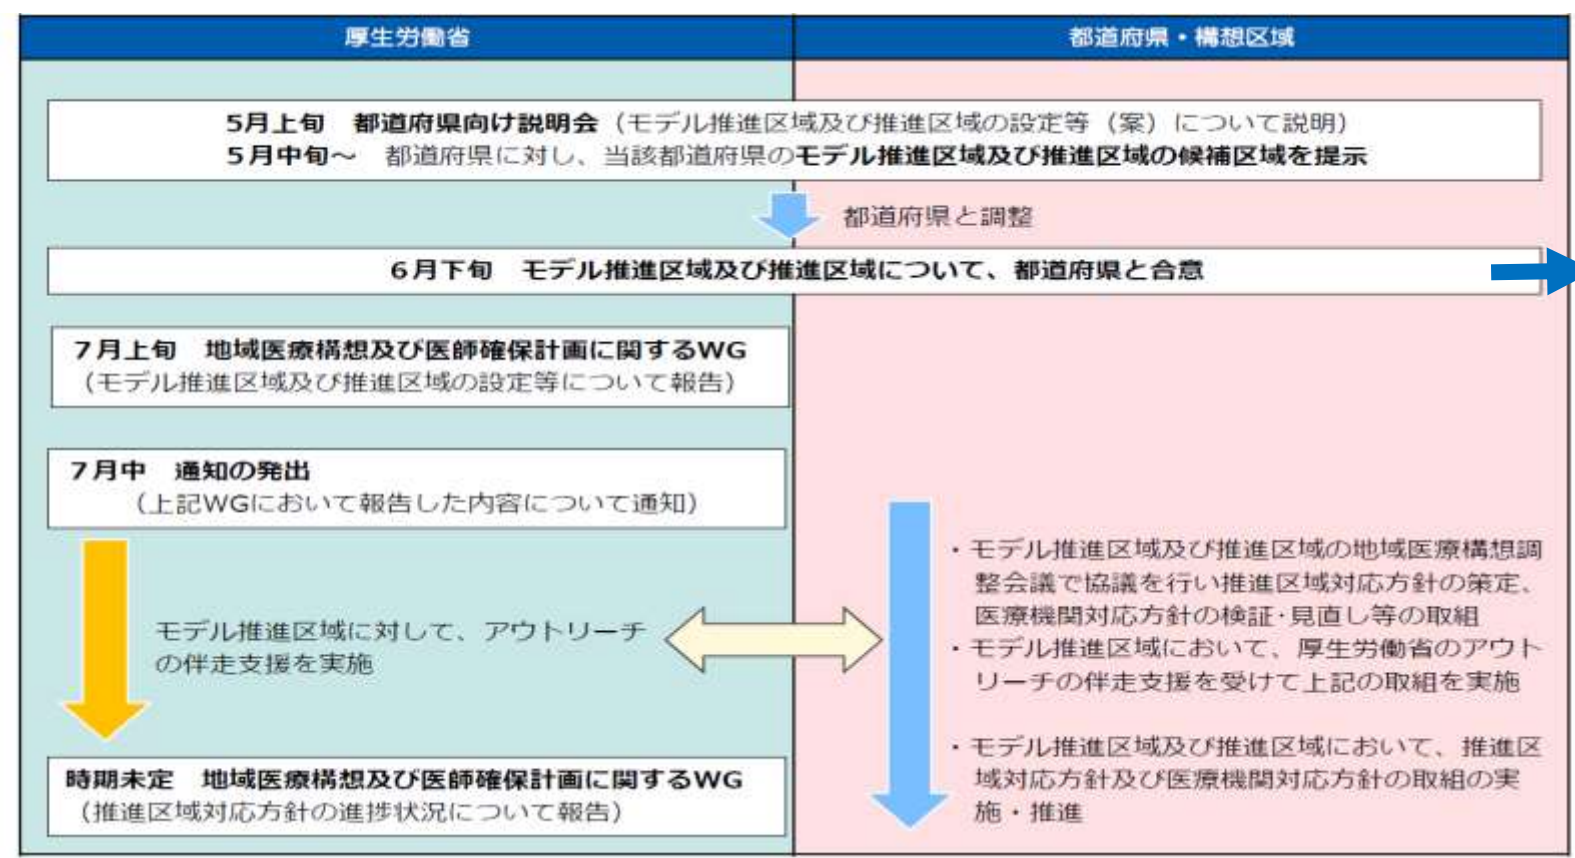 厚生労働省
都道府県・構想区域
5月上旬　都道府県向け説明会（モデル推進区域及び推進区域の設定等（案）について説明）
5月中旬～　都道府県に対し、当該都道府県のモデル推進区域及び推進区域の候補区域を提示
都道府県と調整
6月下旬　モデル推進区域及び推進区域について、都道府県と合意
7月上旬　地域医療構想及び医師確保計画に関するWG
（モデル推進区域及び推進区域の設定等について報告）
7月中　通知の発出
（上記WGにおいて報告した内容について通知）
モデル推進区域に対して、アウトリーチ
の伴走支援を実施
時期未定　地域医療構想及び医師確保計画に関するWG
（推進区域対応方針の進捗状況について報告）
・モデル推進区域及び推進区域の地域医療構想調
整会議で協議を行い推進区域対応方針の策定、
医療機関対応方針の検証･見直し等の取組
・モデル推進区域において、厚生労働省のアウト
リーチの伴走支援を受けて上記の取組を実施
・モデル推進区域及び推進区域において、推進区
域対応方針及び医療機関対応方針の取組の実
施・推進